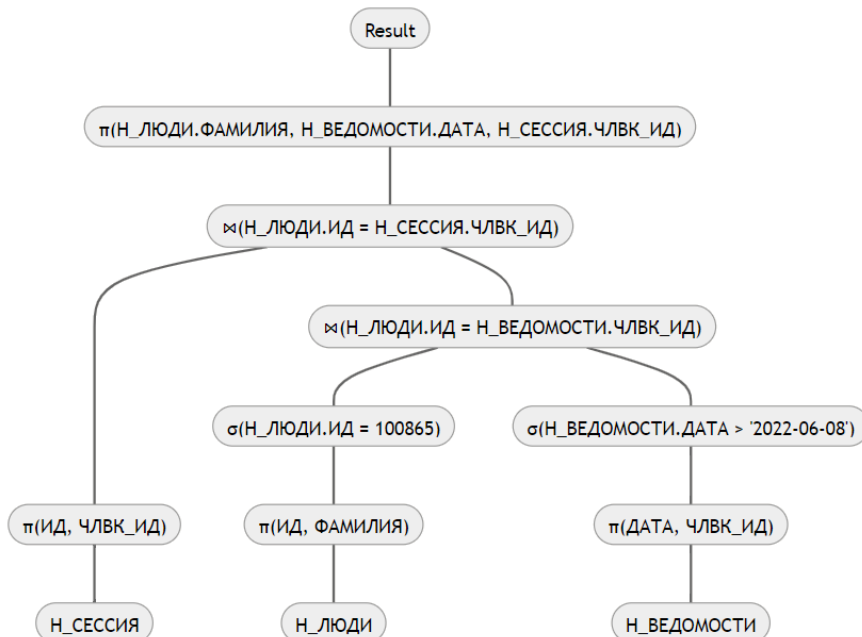 Result
π(Н_ЛЮДИ.ФАМИЛИЯ, Н_ВЕДОМОСТИ.ДАТА, Н_СЕССИЯ.ЧЛВК_ИД)
⋈(Н_ЛЮДИ.ИД = Н_СЕССИЯ.ЧЛВК_ИД)
⋈(Н_ЛЮДИ.ИД = Н_ВЕДОМОСТИ.ЧЛВК_ИД)
σ(Н_ЛЮДИ.ИД = 100865)
σ(Н_ВЕДОМОСТИ.ДАТА > '2022-06-08')
π(ИД, ЧЛВК_ИД)
π(ИД, ФАМИЛИЯ)
π(ДАТА, ЧЛВК_ИД)
Н_СЕССИЯ
Н_ЛЮДИ
Н_ВЕДОМОСТИ